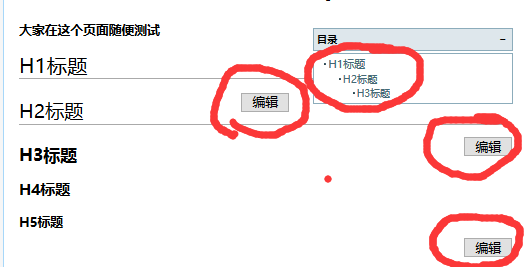 大家在这个页面随便测试
目录 −
·H1标题
·H2标题
·H3标题
H1标题
编辑
H2标题
编辑
H3标题
H4标题
H5标题
编辑